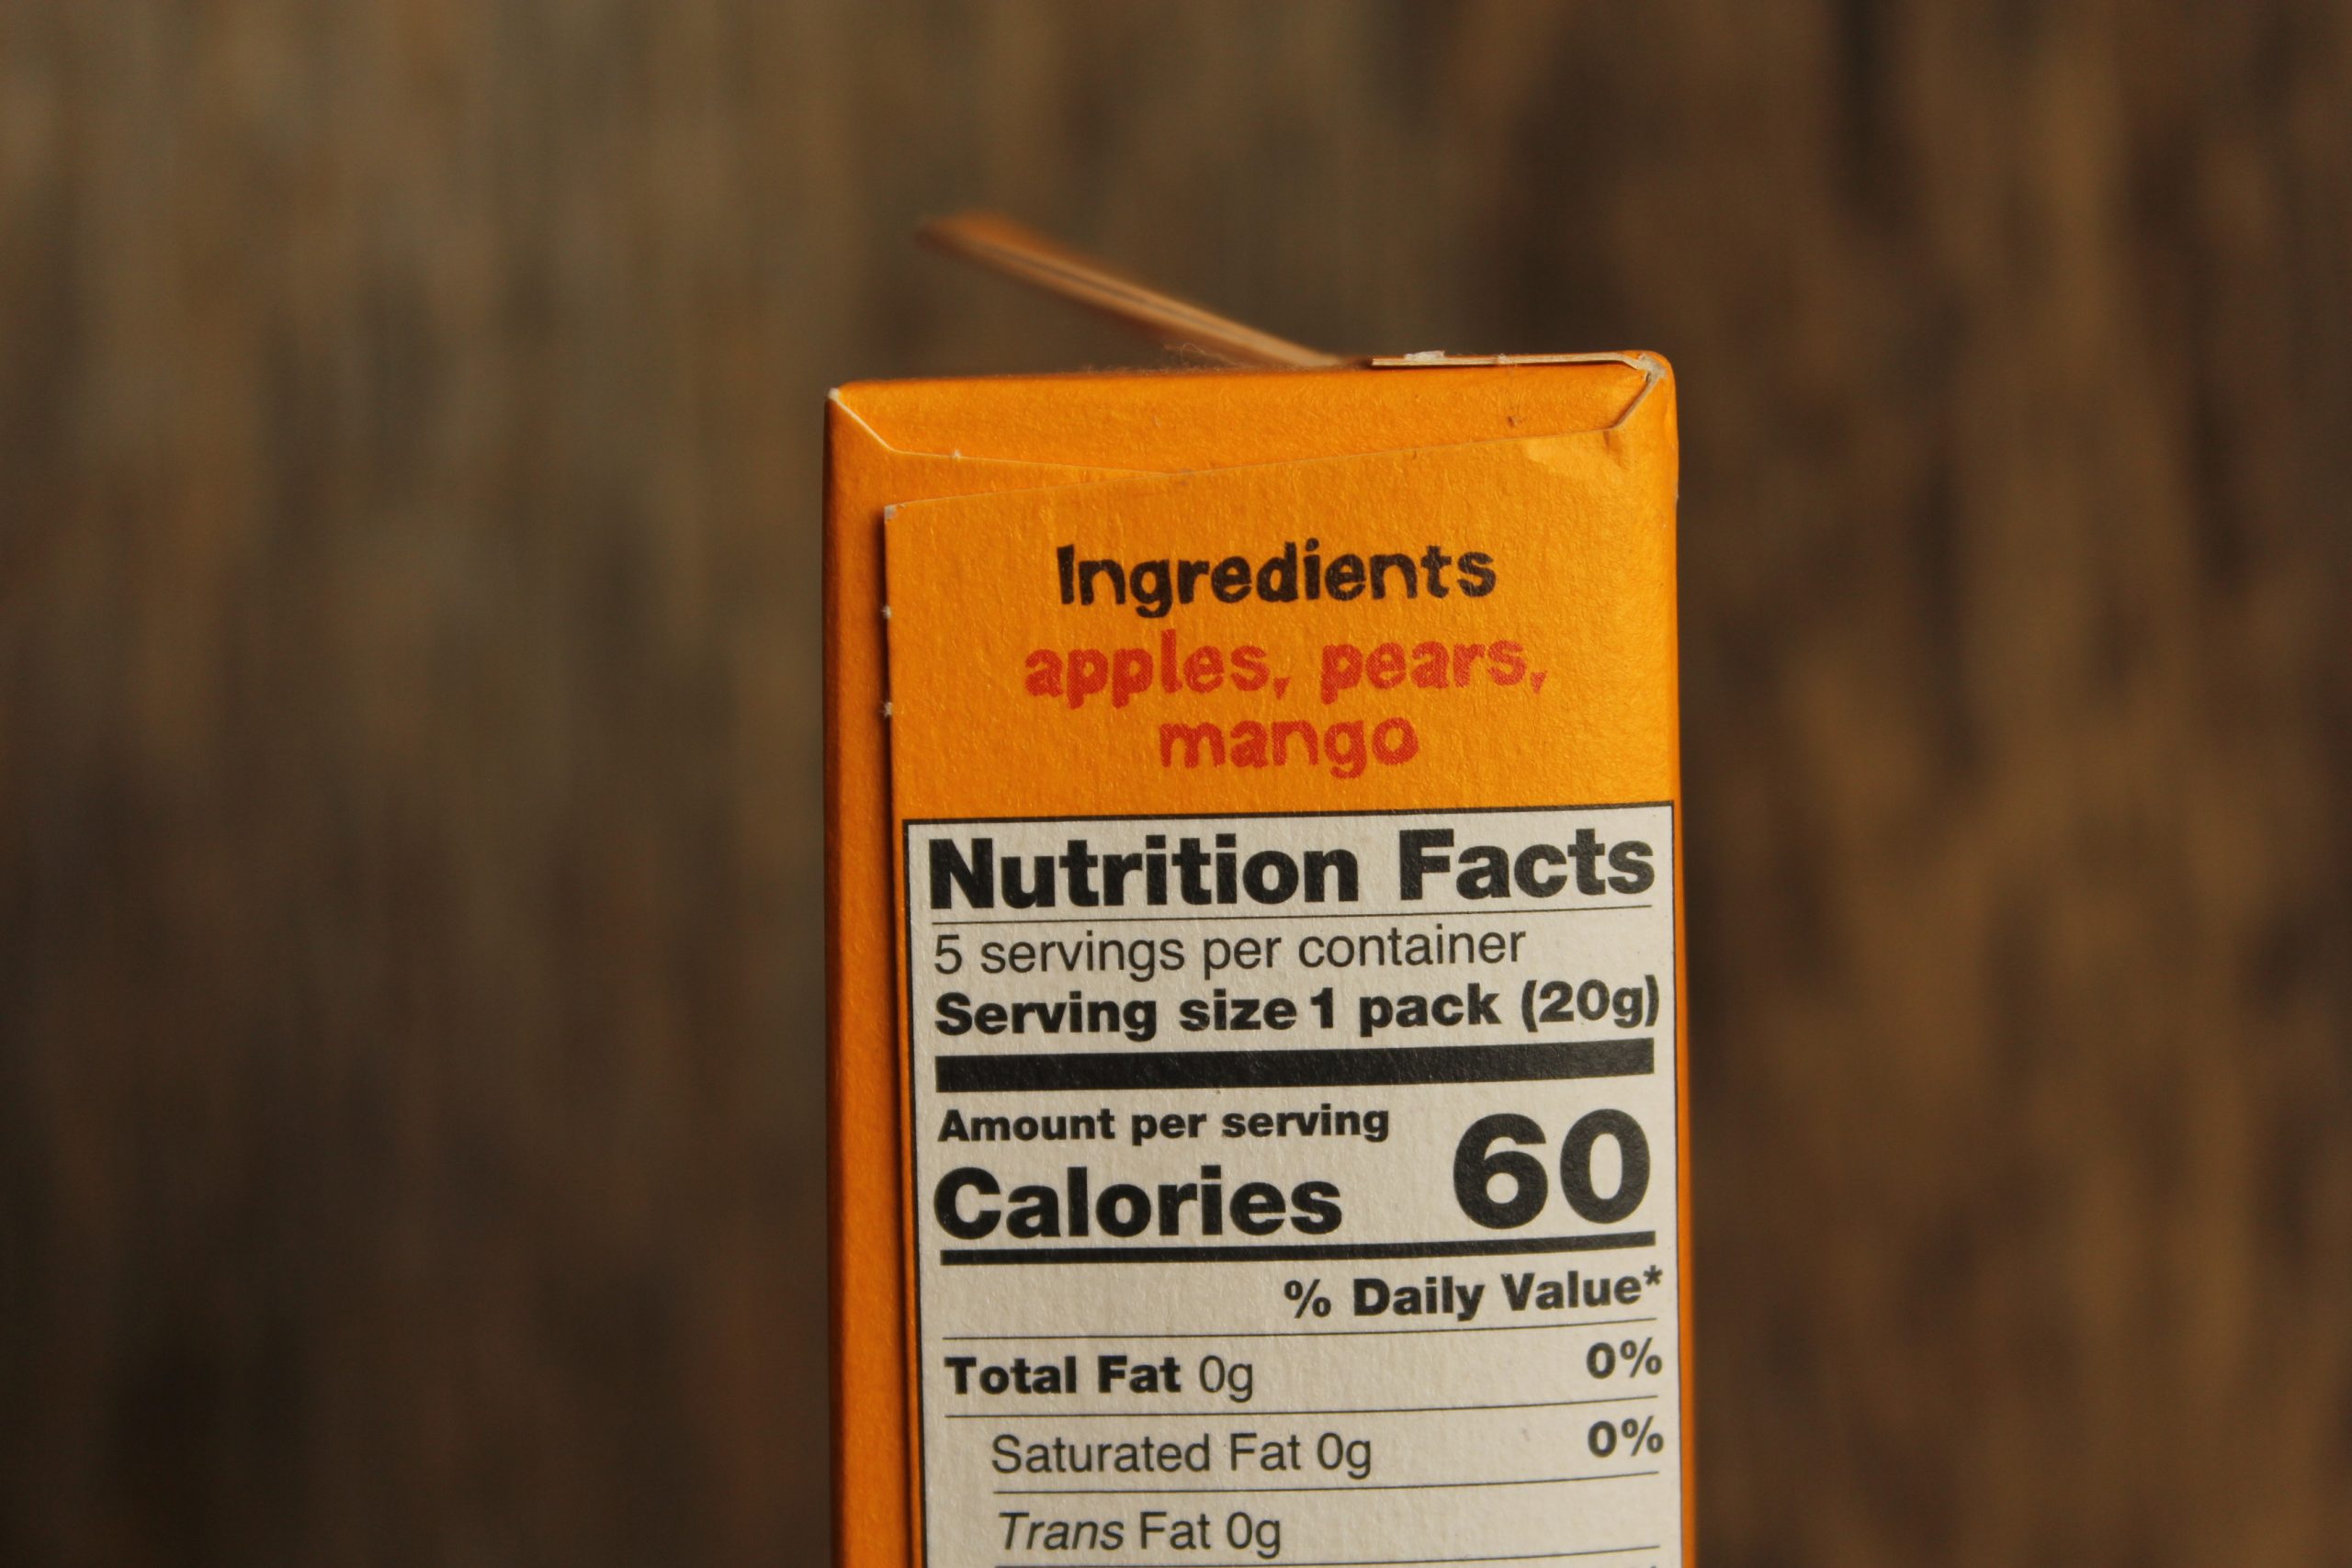 Ingredients
apples, pears,
mango
Nutrition Facts
5 servings per container
Serving size 1 pack (20g)
Amount per serving
Calories 60
% Daily Value*
Total Fat 0g 0%
Saturated Fat 0g 0%
Trans Fat 0g